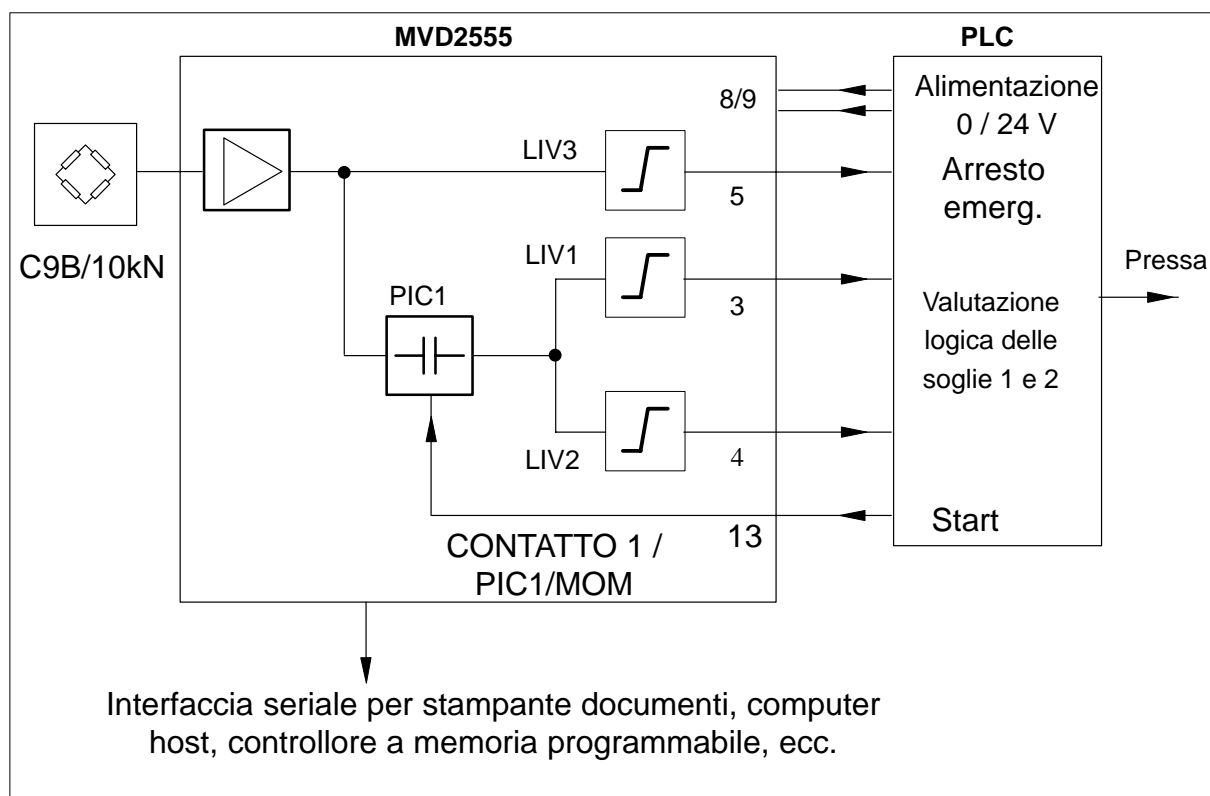 MVD2555
PLC
8/9
Alimentazione
0 / 24 V
LIV3
5
Arresto
emerg.
C9B/10kN
LIV1
3
Pressa
PIC1
Valutazione
logica delle
soglie 1 e 2
LIV2
4
13
Start
CONTATTO 1 /
PIC1/MOM
Interfaccia seriale per stampante documenti, computer
host, controllore a memoria programmabile, ecc.